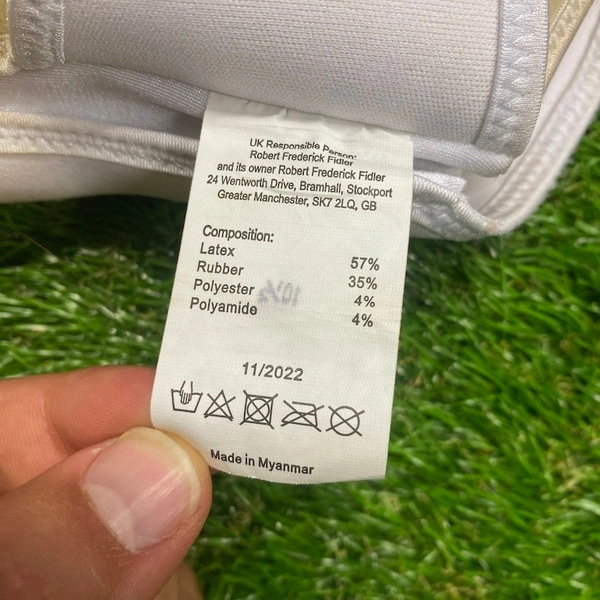 UK Responsible Person:
Robert Frederick Fidler
and its owner Robert Frederick Fidler
24 Wentworth Drive, Bramhall, Stockport
Greater Manchester, SK7 2LQ, GB
Composition:
Latex 57%
Rubber 35%
Polyester 4%
Polyamide 4%
11/2022
Made in Myanmar